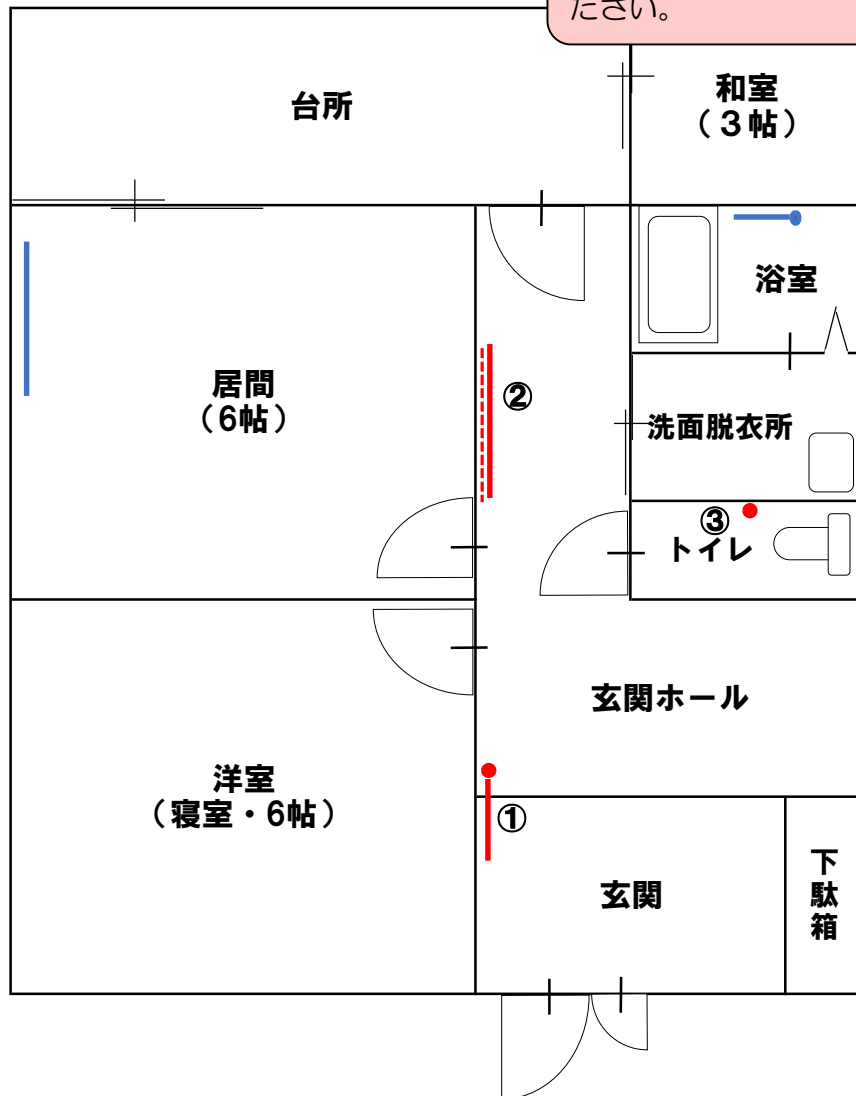 ださい。
台所
和室
（３帖）
浴室
居間
（6帖）
②
洗面脱衣所
③
トイレ
玄関ホール
洋室
（寝室・6帖）
①
玄関
下駄箱